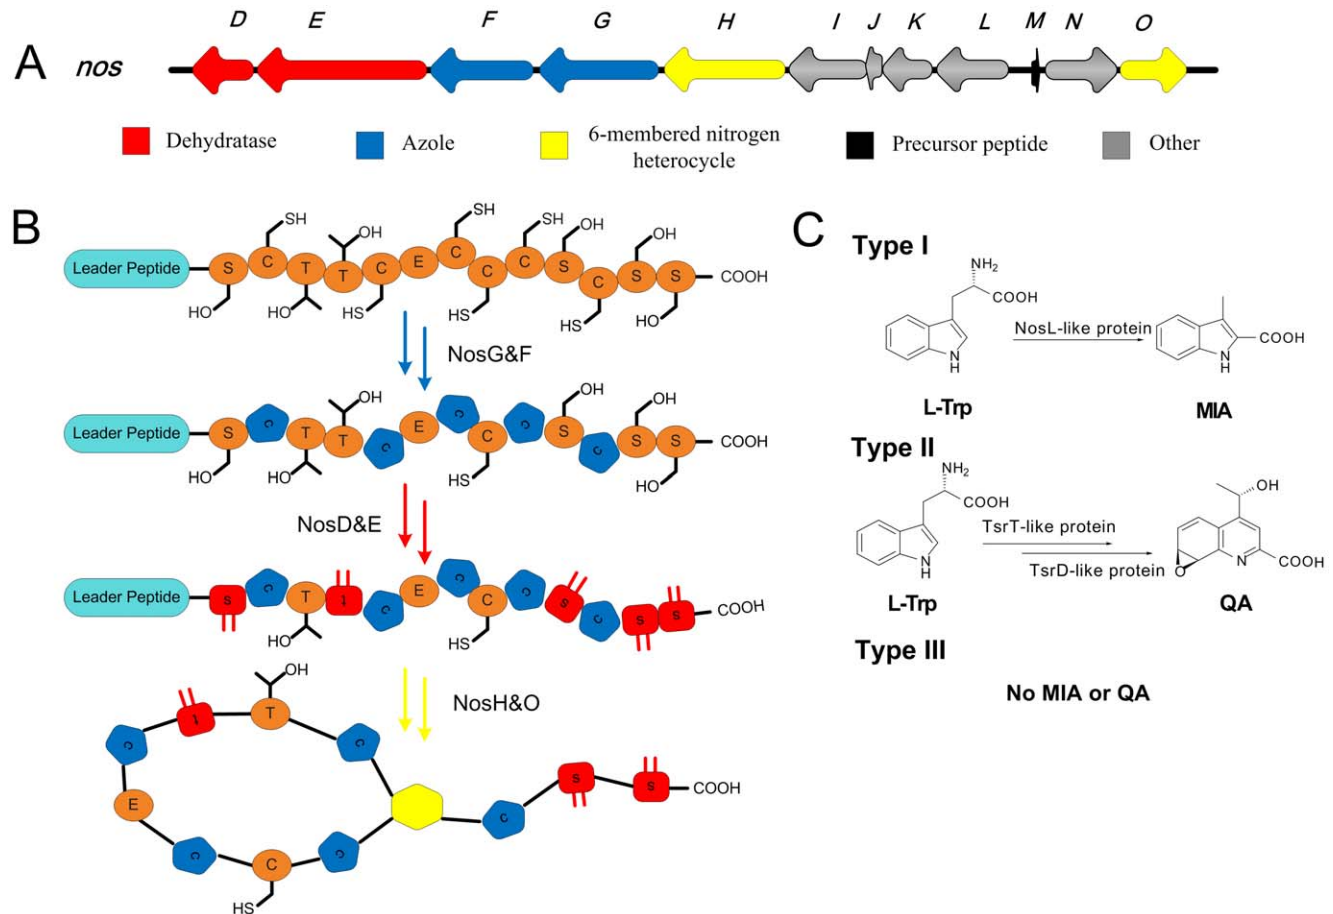 A
nos
D E F G H I J K L M N O
Dehydratase
Azole
6-membered nitrogen
heterocycle
Precursor peptide
Other
B
Leader Peptide S C T T C E C C C S C S S COOH
HO SH HO OH HS SH HS SH OH HS OH HO
NosG&F
Leader Peptide S C T T C E C C C S C S S COOH
HO HO OH HS OH OH HO
NosD&E
Leader Peptide S C T t C E C C C S C S S COOH
HO HS
NosH&O
OH
t T
C C
E
C C C
HS
C S S COOH
C
Type I
NH2
COOH
N
H
L-Trp
NosL-like protein
COOH
N
H
MIA
Type II
NH2
COOH
N
H
L-Trp
TsrT-like protein
TsrD-like protein
OH
COOH
N
O
QA
Type III
No MIA or QA